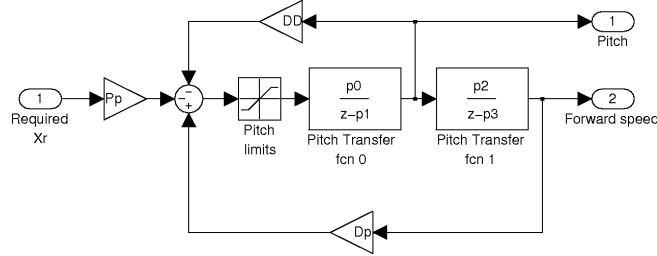 DD
1
Pitch
1
Required
Xr
Pp
−
−
+
Pitch
limits
p0
z−p1
Pitch Transfer
fcn 0
p2
z−p3
Pitch Transfer
fcn 1
2
Forward speed
Dp